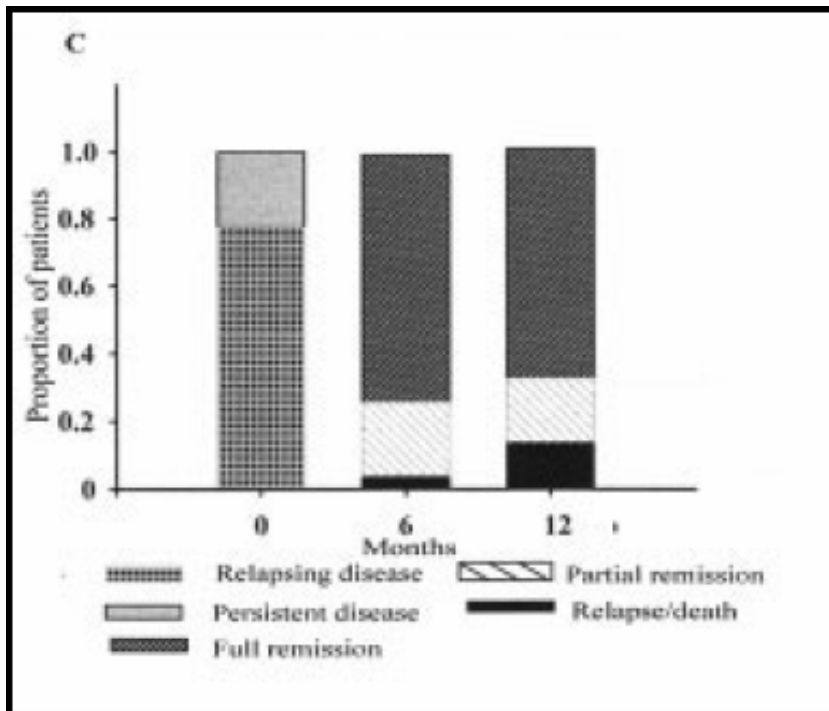 C
Proportion of patients
1.0
0.8
0.6
0.4
0.2
0
0 6 12
Months
Relapsing disease
Partial remission
Persistent disease
Relapse/death
Full remission